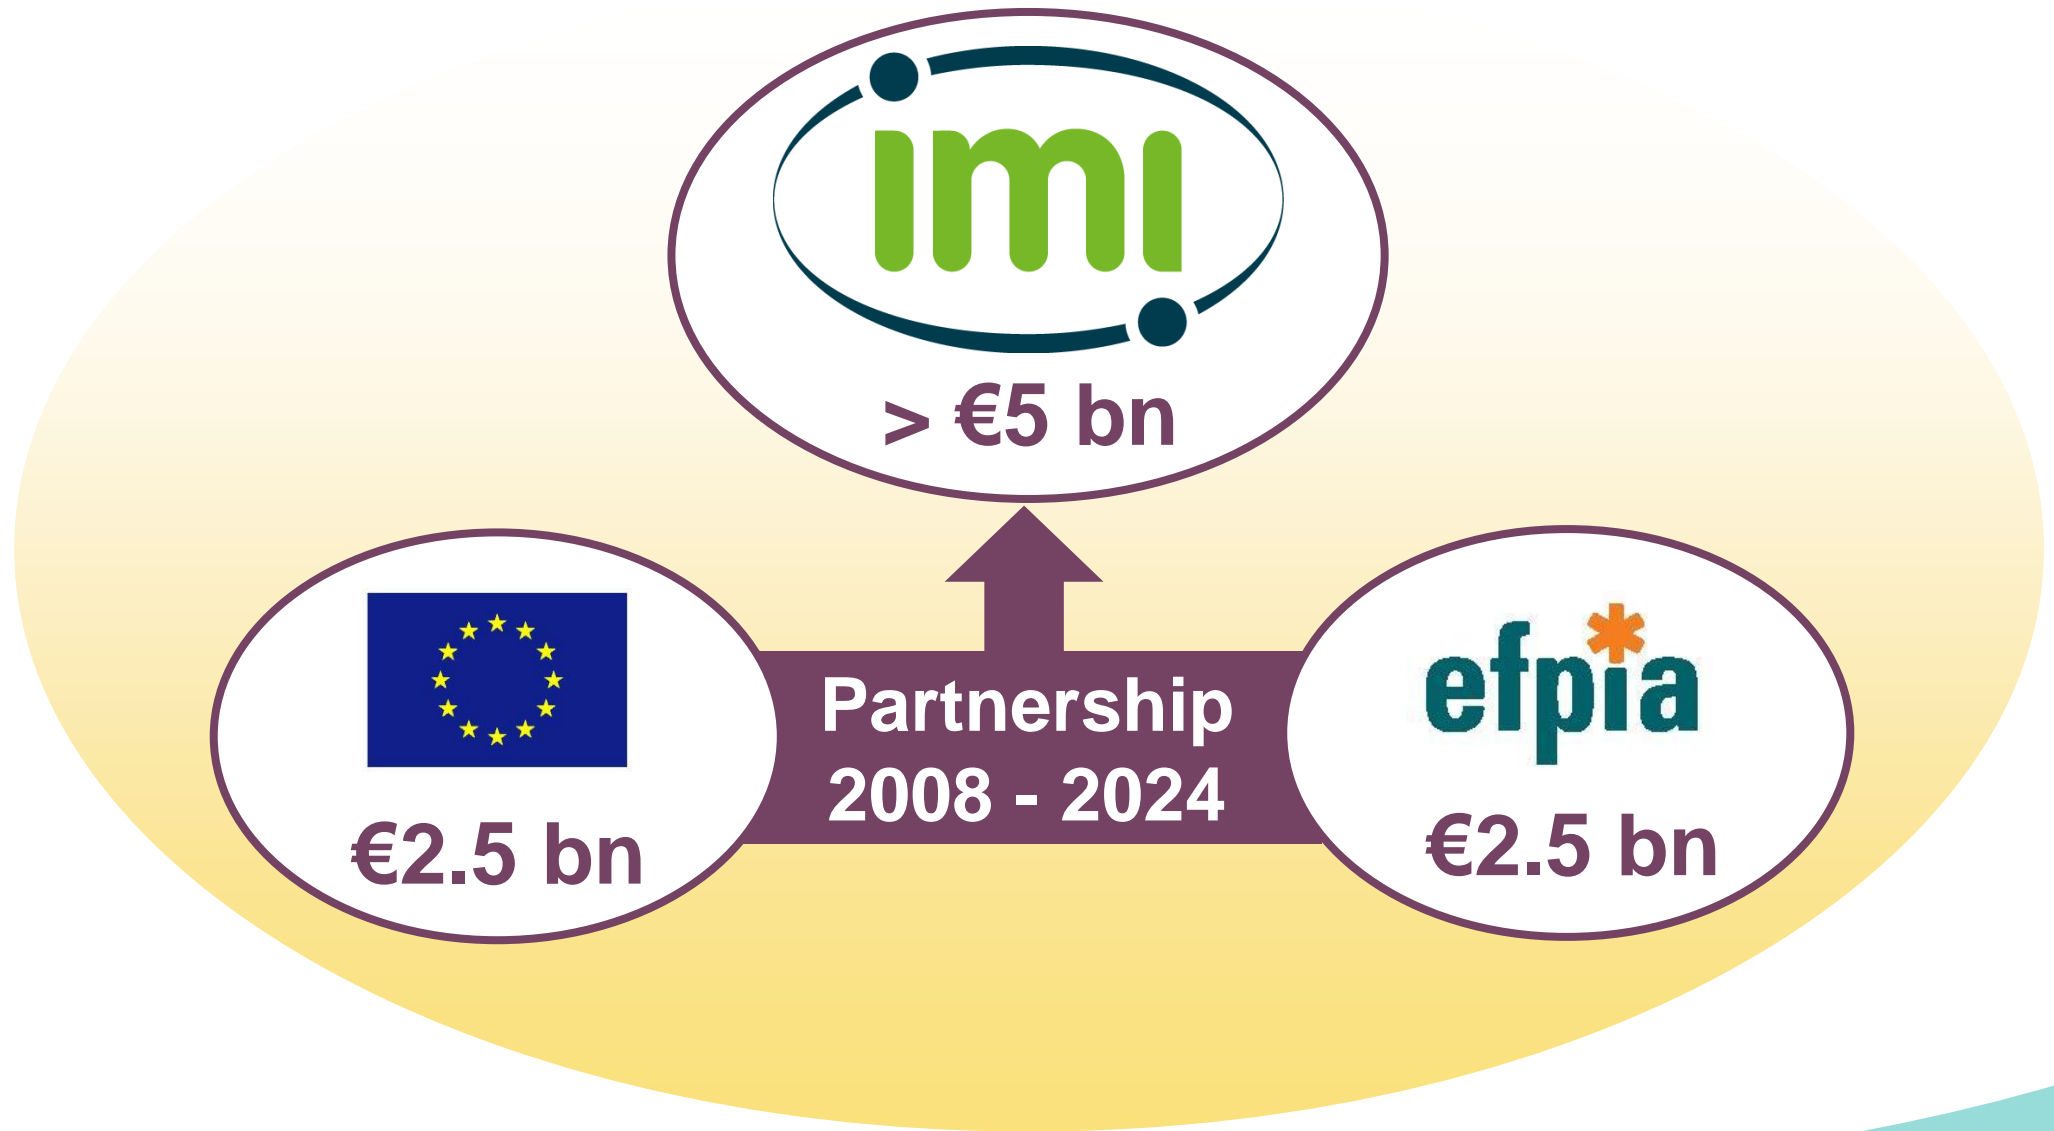 imi
> €5 bn
Partnership
2008 - 2024
€2.5 bn
efpia
€2.5 bn